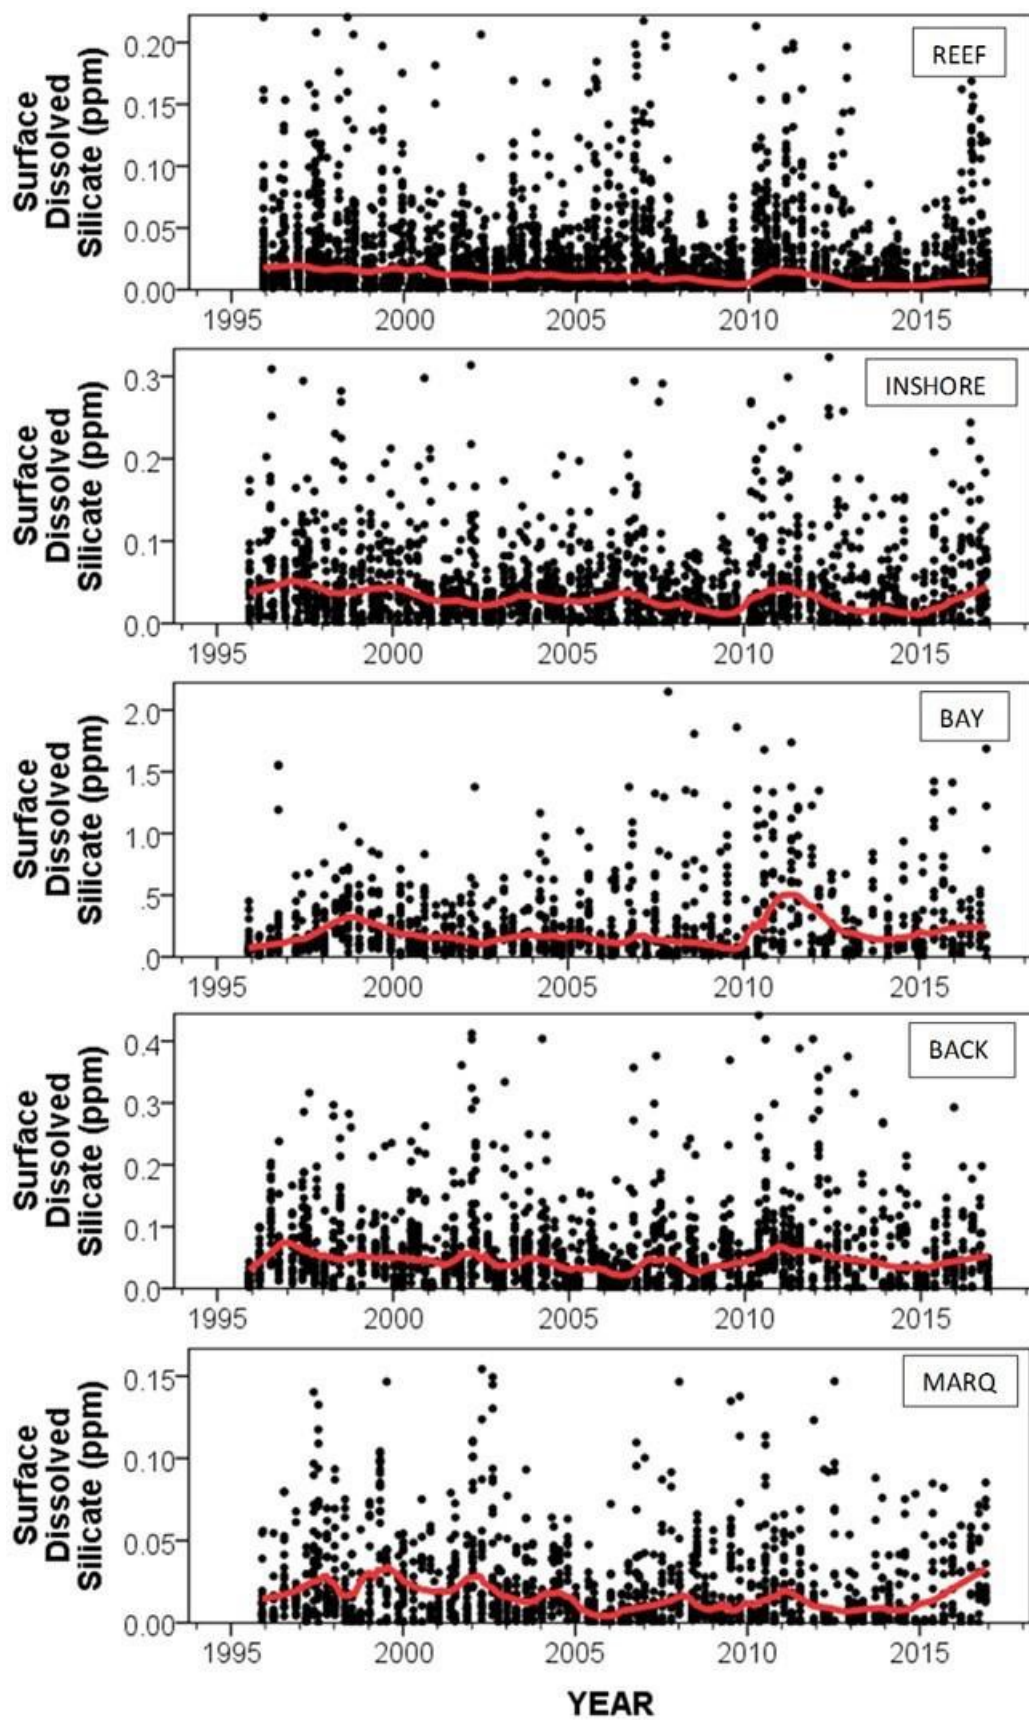 Surface
Dissolved
Silicate (ppm)
0.20
0.15
0.10
0.05
0.00
REEF
1995 2000 2005 2010 2015
Surface
Dissolved
Silicate (ppm)
0.3
0.2
0.1
0.0
INSHORE
1995 2000 2005 2010 2015
Surface
Dissolved
Silicate (ppm)
2.0
1.5
1.0
.5
.0
BAY
1995 2000 2005 2010 2015
Surface
Dissolved
Silicate (ppm)
0.4
0.3
0.2
0.1
0.0
BACK
1995 2000 2005 2010 2015
Surface
Dissolved
Silicate (ppm)
0.15
0.10
0.05
0.00
MARQ
1995 2000 2005 2010 2015
YEAR